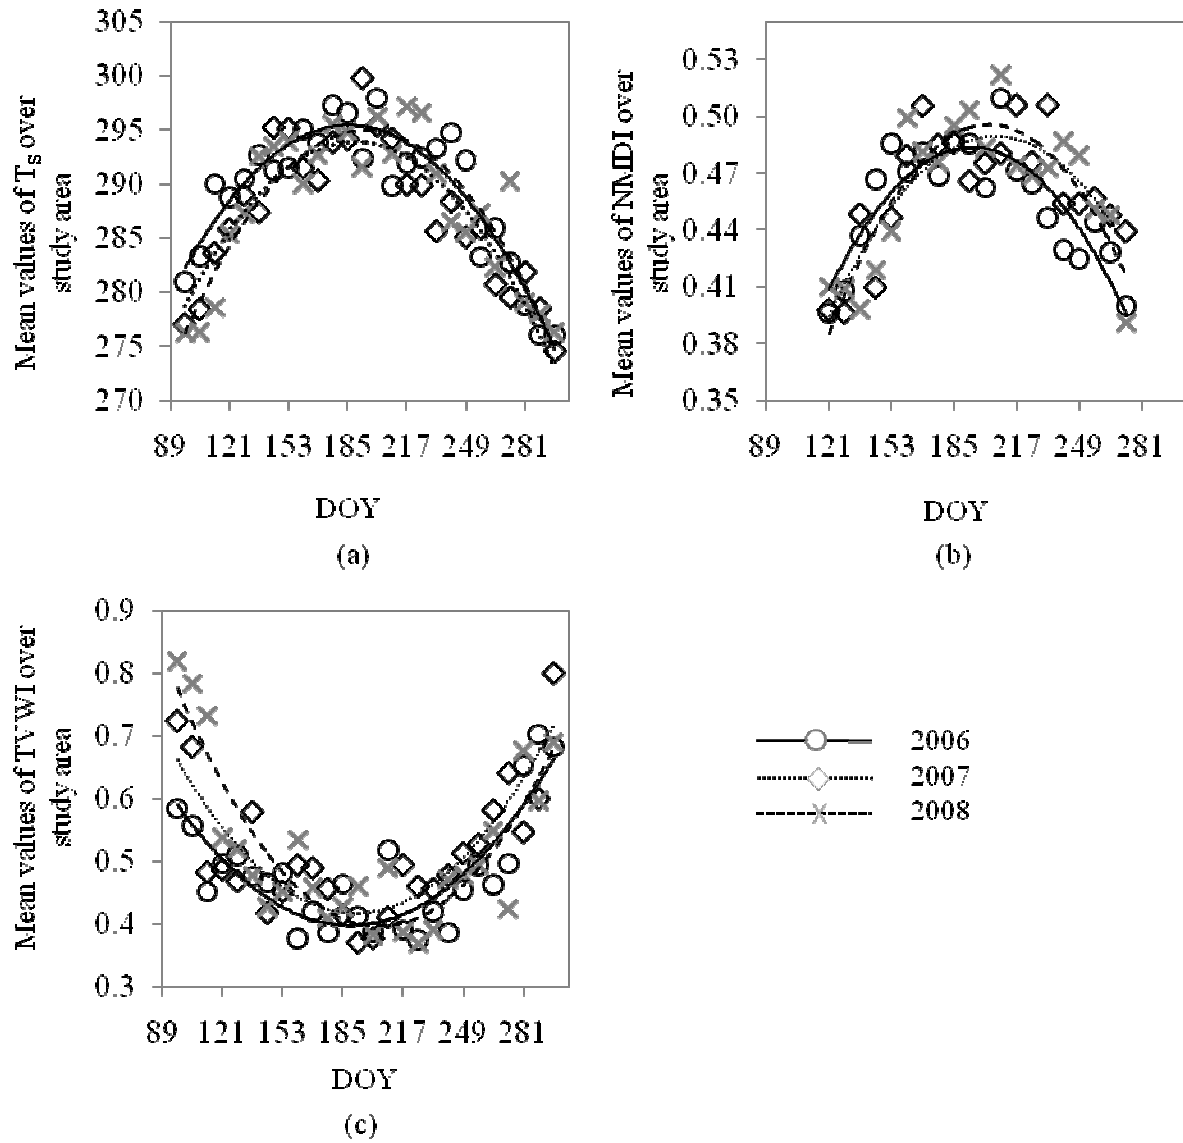 Mean values of TS over
study area
305
300
295
290
285
280
275
270
89 121 153 185 217 249 281
DOY
(a)
Mean values of NMDI over
study area
0.53
0.50
0.47
0.44
0.41
0.38
0.35
89 121 153 185 217 249 281
DOY
(b)
Mean values of TVWI over
study area
0.9
0.8
0.7
0.6
0.5
0.4
0.3
89 121 153 185 217 249 281
DOY
(c)
2006
2007
2008